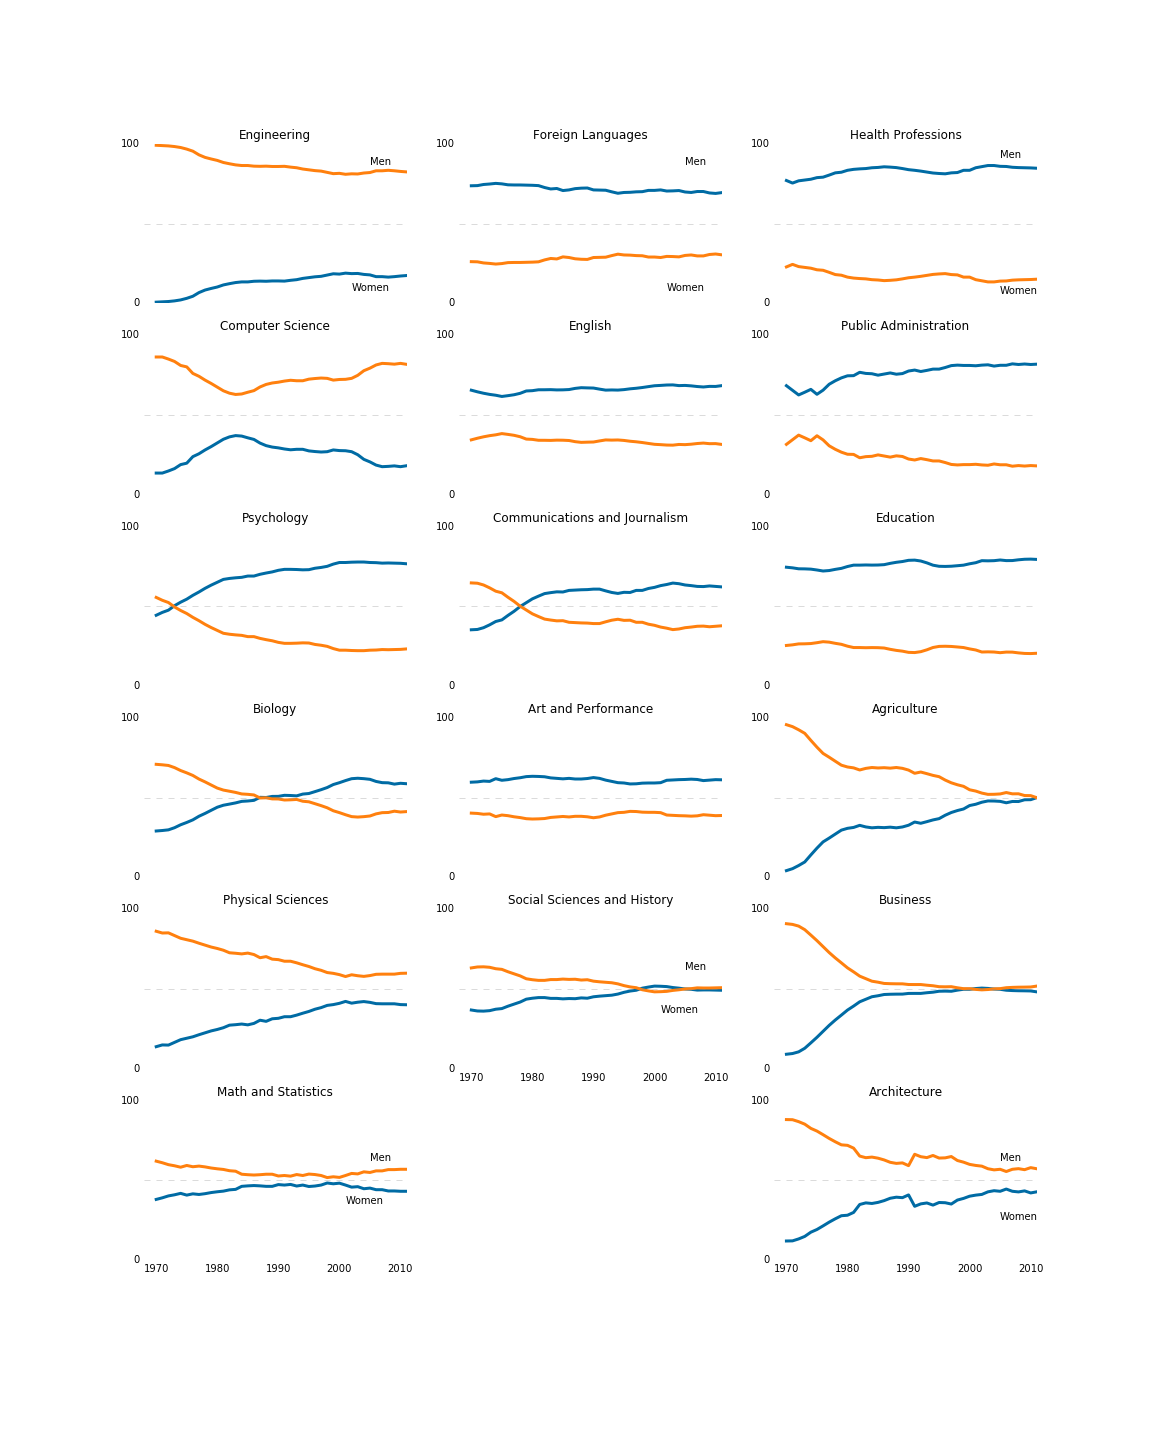 Engineering
100
Men
Women
0
Foreign Languages
100
Men
Women
0
Health Professions
100
Men
Women
0
Computer Science
100
0
English
100
0
Public Administration
100
0
Psychology
100
0
Communications and Journalism
100
0
Education
100
0
Biology
100
0
Art and Performance
100
0
Agriculture
100
0
Physical Sciences
100
0
Social Sciences and History
100
Men
Women
0
1970 1980 1990 2000 2010
Business
100
0
Math and Statistics
100
Men
Women
0
1970 1980 1990 2000 2010
Architecture
100
Men
Women
0
1970 1980 1990 2000 2010